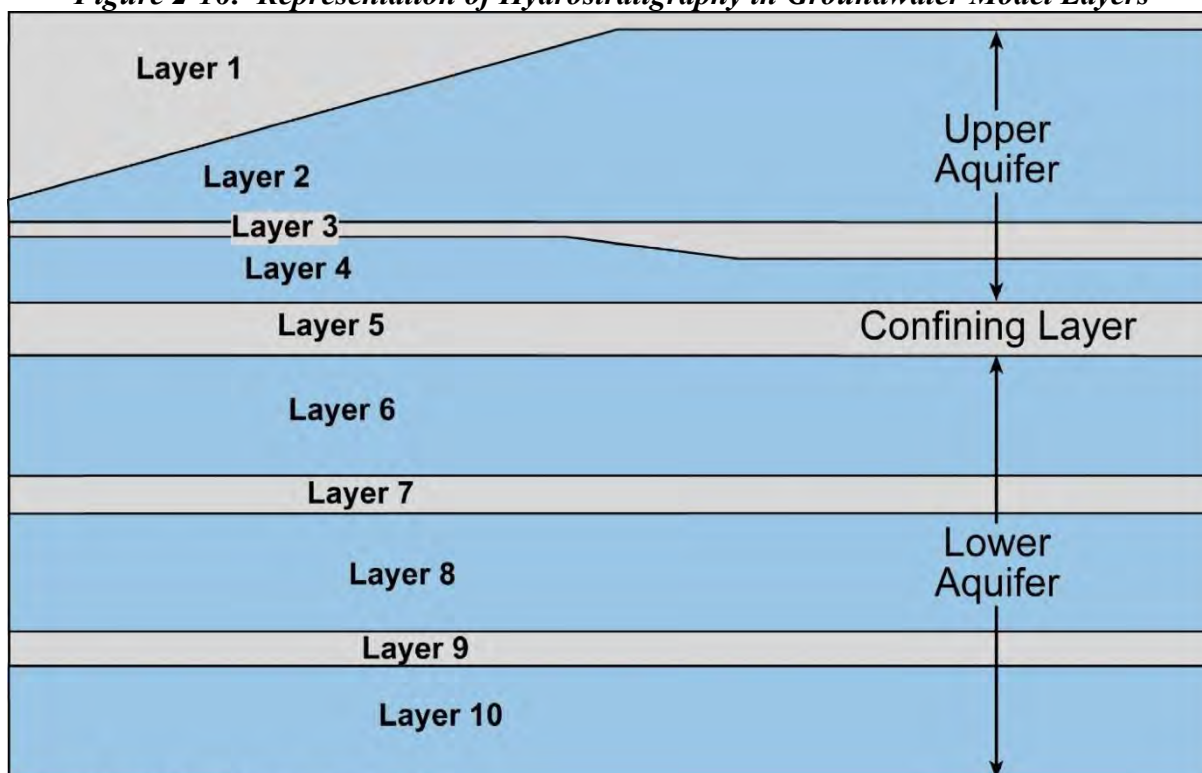 Figure 2-10: Representation of Hydrostratigraphy in Groundwater Model Layers
Layer 1
Upper
Aquifer
Layer 2
Layer 3
Layer 4
Layer 5
Confining Layer
Layer 6
Layer 7
Lower
Aquifer
Layer 8
Layer 9
Layer 10